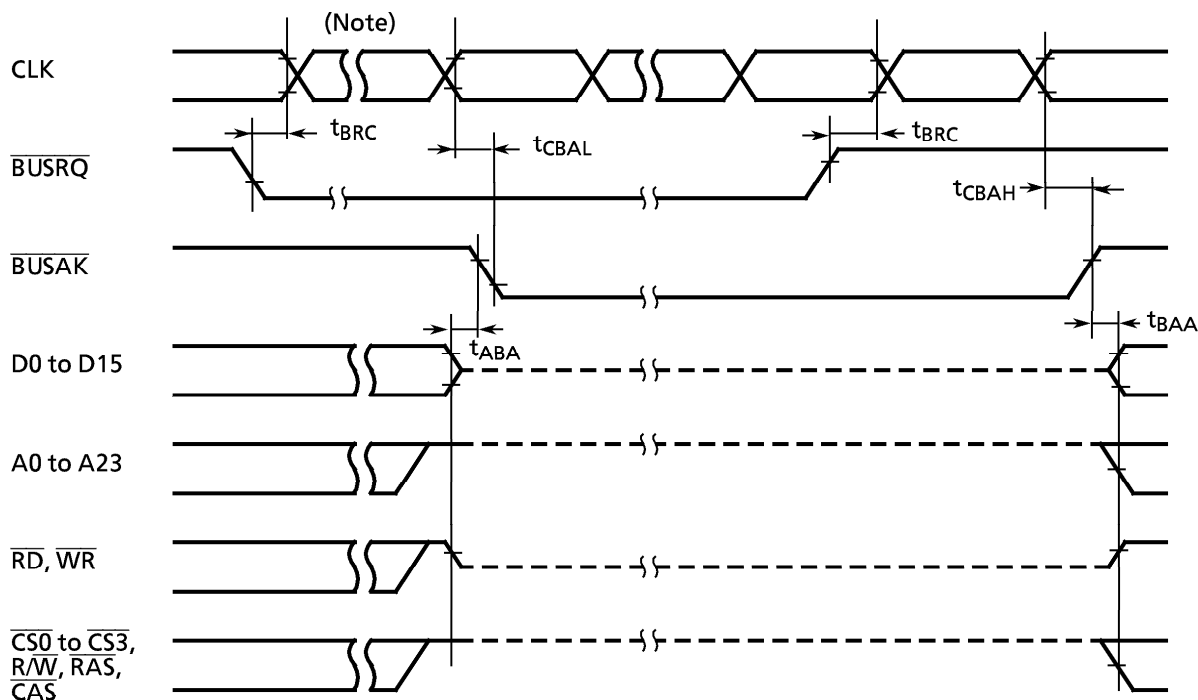 (Note)
CLK
tBRC
tBRC
BUSRQ
tCBAL
tCBAH
BUSAK
tBAA
tABA
D0 to D15
A0 to A23
RD, WR
CS0 to CS3,
R/W, RAS,
CAS